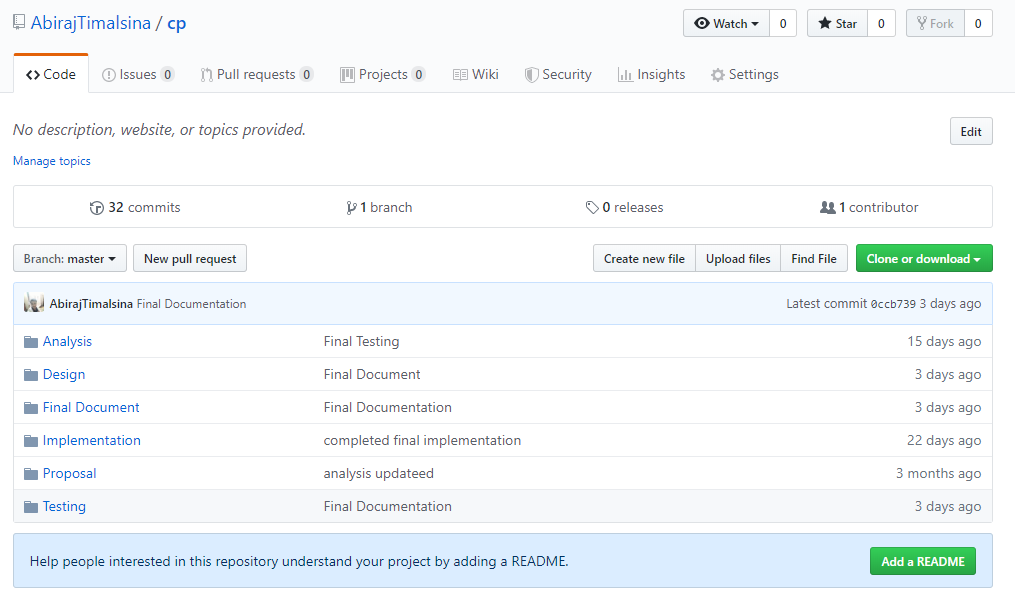 AbirajTimalsina / cp
Watch 0 Star 0 Fork 0
Code Issues 0 Pull requests 0 Projects 0 Wiki Security Insights Settings
No description, website, or topics provided. Edit
Manage topics
32 commits 1 branch 0 releases 1 contributor
Branch: master New pull request Create new file Upload files Find File Clone or download
AbirajTimalsina Final Documentation Latest commit 0ccb739 3 days ago
Analysis Final Testing 15 days ago
Design Final Document 3 days ago
Final Document Final Documentation 3 days ago
Implementation completed final implementation 22 days ago
Proposal analysis updateed 3 months ago
Testing Final Documentation 3 days ago
Help people interested in this repository understand your project by adding a README. Add a README